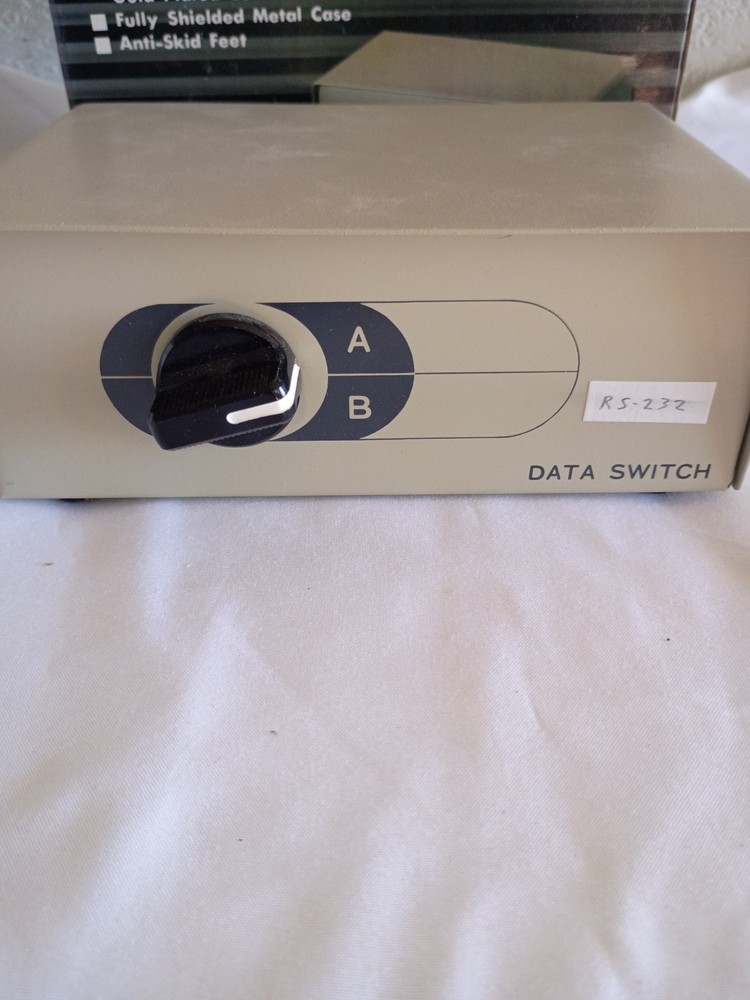 Fully Shielded Metal Case
Anti-Skid Feet
A
B
RS-232
DATA SWITCH